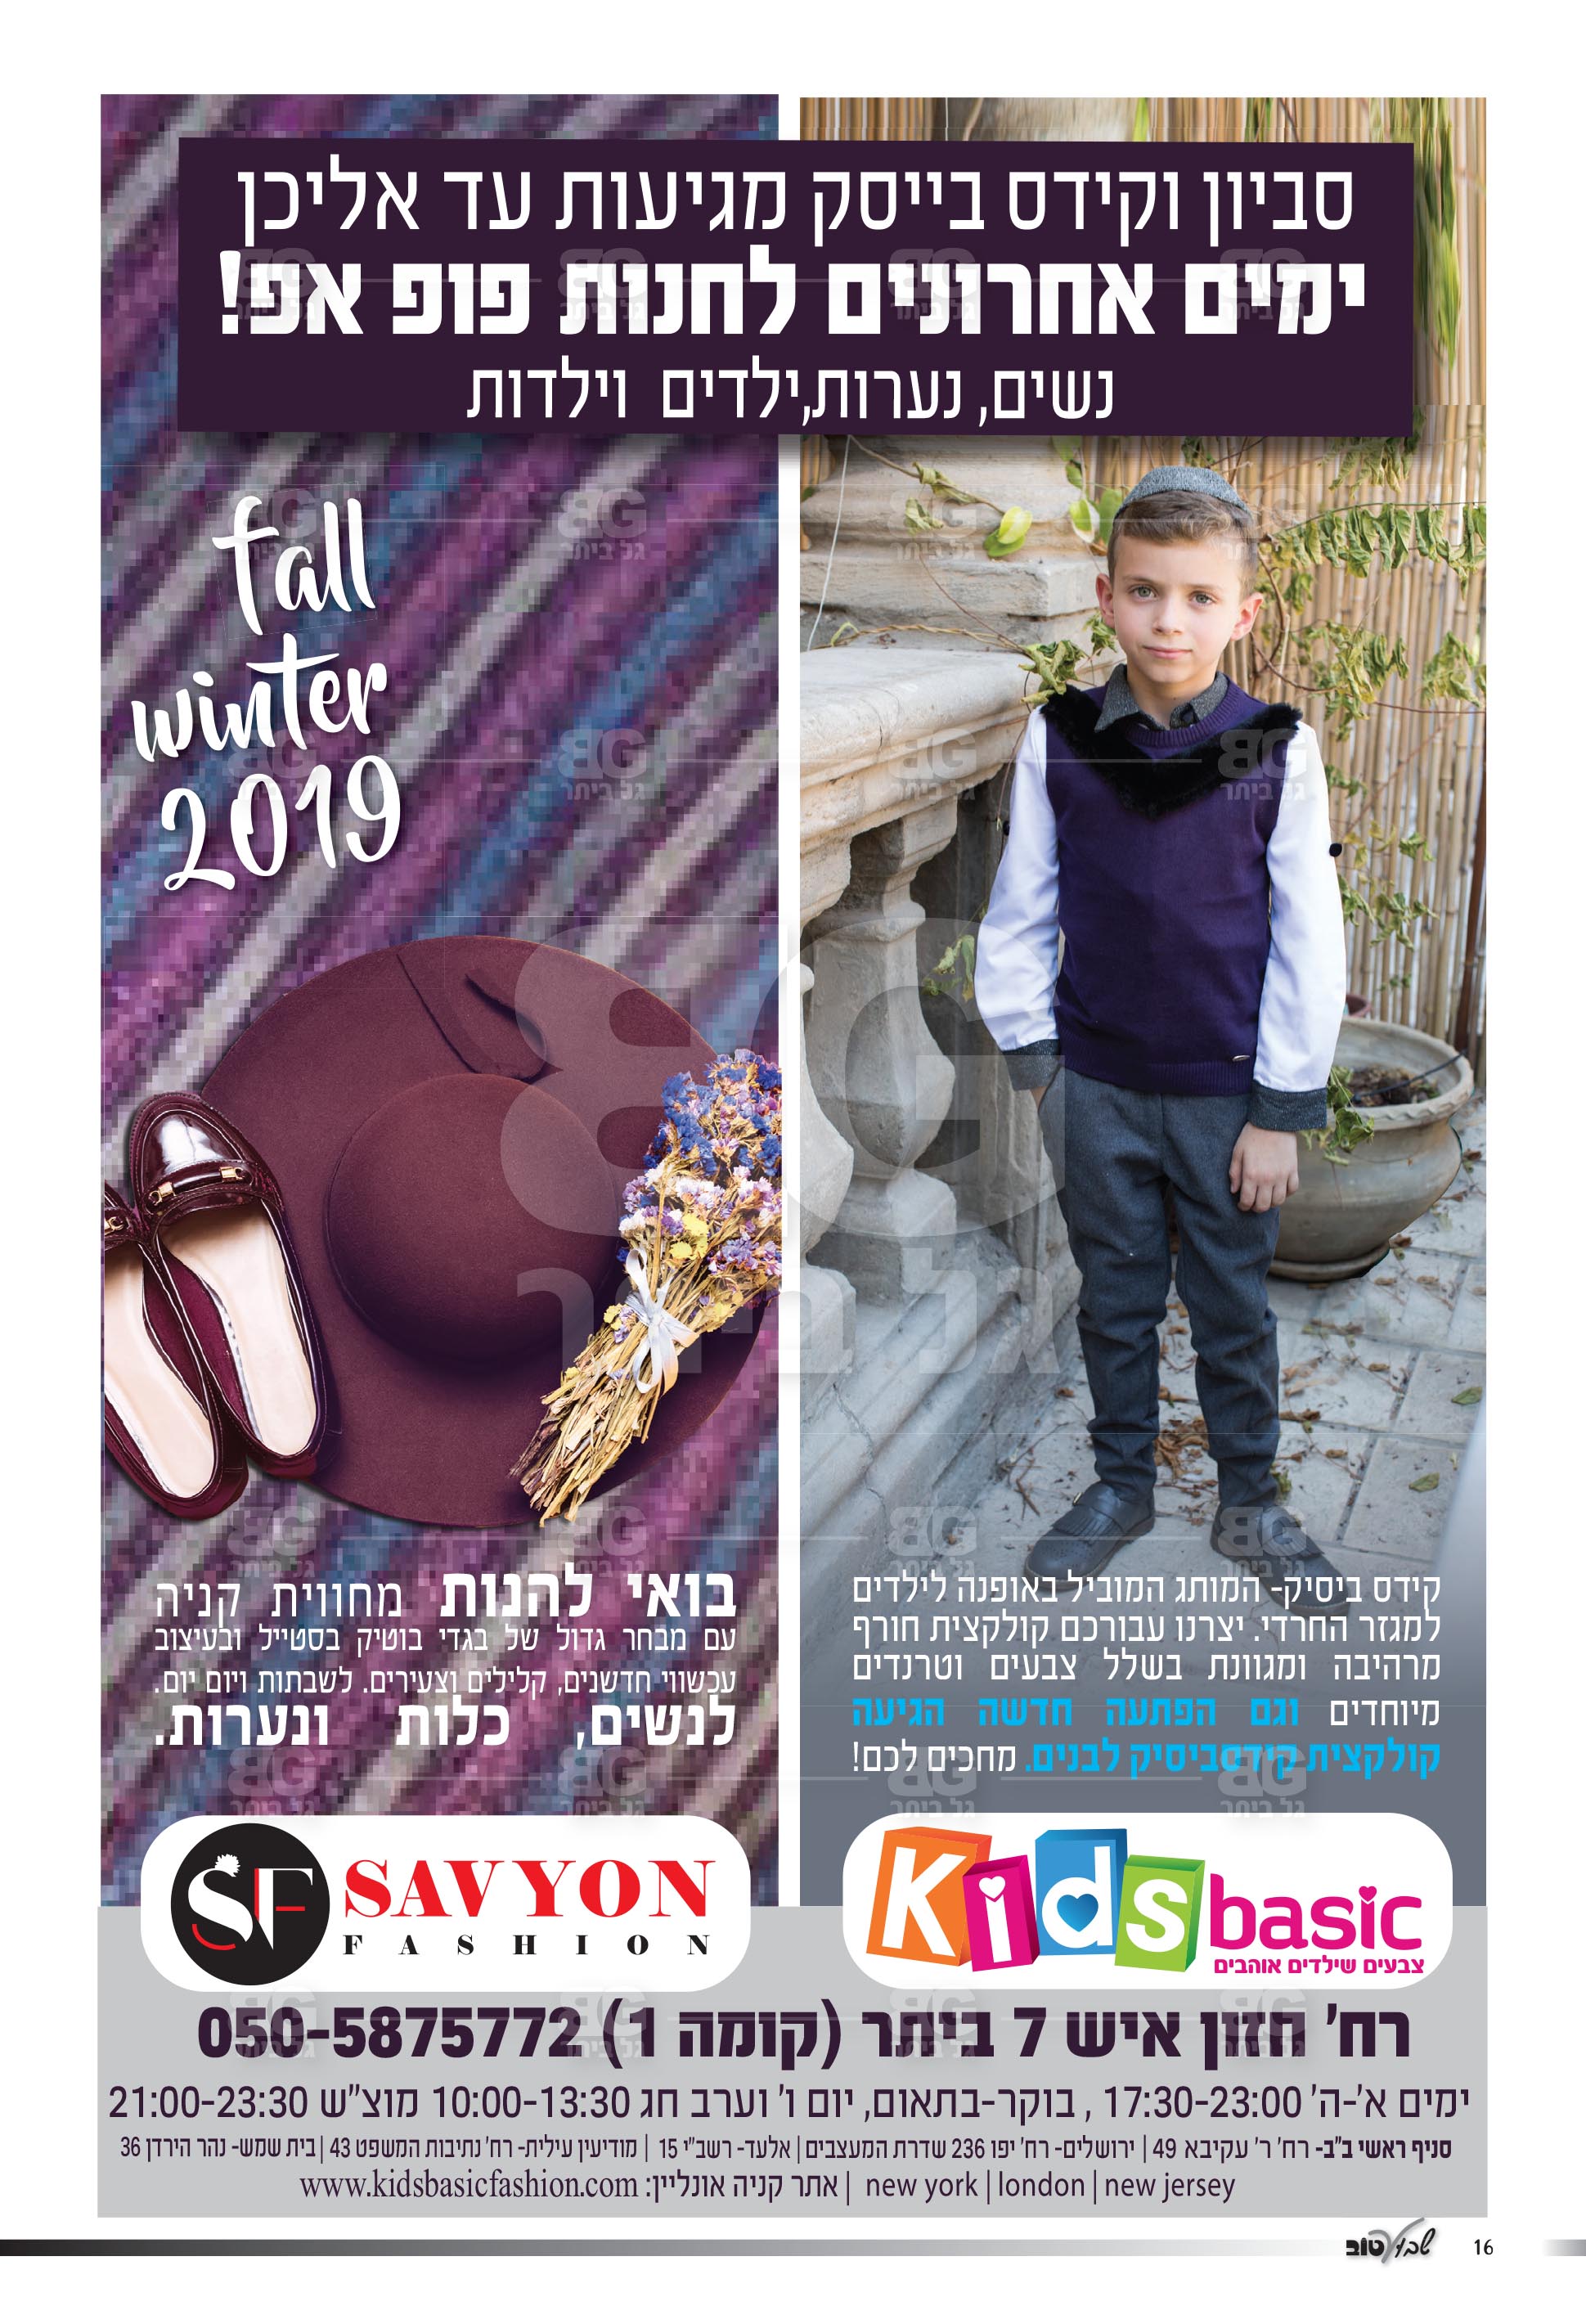 סביון וקידס בייסק מגיעות עד אליכן
ימים אחרונים לחנות פופ אפ!
נשים, נערות,ילדים וילדות
fall
winter
2019
קידס ביסיק- המותג המוביל באופנה לילדים
למגזר החרדי. יצרנו עבורכם קולקצית חורף
מרהיבה ומגוונת בשלל צבעים וטרנדים
מיוחדים וגם הפתעה חדשה הגיעה
קולקצית קידסביסיק לבנים. מחכים לכם!
בואי להנות מחווית קניה
עם מבחר גדול של בגדי בוטיק בסטייל ובעיצוב
עכשווי חדשנים, קלילים וצעירים. לשבתות ויום יום.
לנשים, כלות ונערות.
Kids basic
צבעים שילדים אוהבים
SF SAVYON
FASHION
רח' חזון איש 7 ביתר (קומה 1) 050-5875772
ימים א'-ה' 17:30-23:00 , בוקר-בתאום, יום ו' וערב חג 10:00-13:30 מוצ"ש 21:00-23:30
סניף ראשי ב"ב- רח' ר' עקיבא 49 | ירושלים- רח' יפו 236 שדרת המעצבים | אלעד- רשב"י 15 | מודיעין עילית- רח' נתיבות המשפט 43 | בית שמש- נהר הירדן 36
new york | london | new jersey | אתר קניה אונליין: www.kidsbasicfashion.com
שבוע טוב 16
BG
גל ביתר